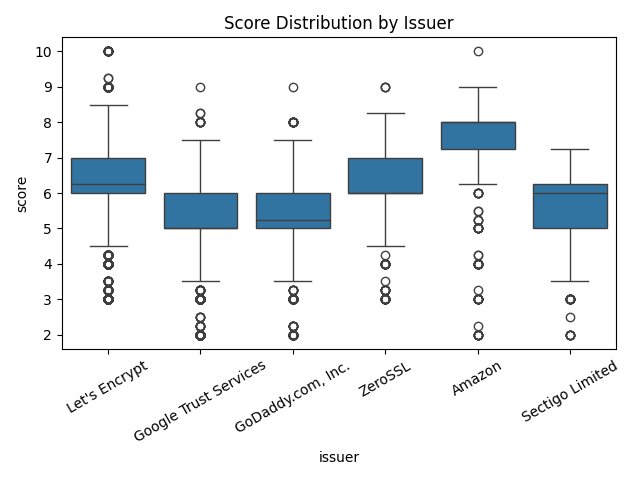 Score Distribution by Issuer
10
9
8
7
6
5
4
3
2
score
Let's Encrypt
Google Trust Services
GoDaddy.com, Inc.
ZeroSSL
Amazon
Sectigo Limited
issuer